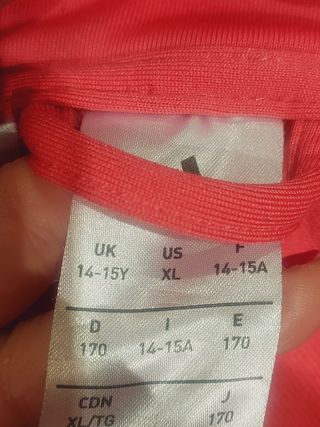 UK US F
14-15Y XL 14-15A
D I E
170 14-15A 170
CDN J
XL/TG 170